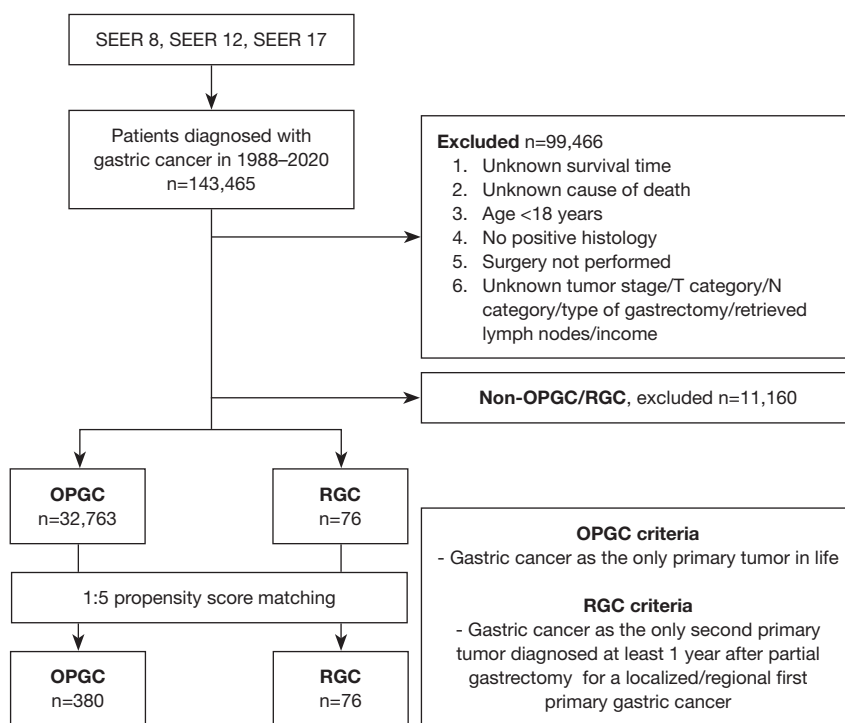 SEER 8, SEER 12, SEER 17
Patients diagnosed with
gastric cancer in 1988–2020
n=143,465
Excluded n=99,466
1. Unknown survival time
2. Unknown cause of death
3. Age <18 years
4. No positive histology
5. Surgery not performed
6. Unknown tumor stage/T category/N
category/type of gastrectomy/retrieved
lymph nodes/income
Non-OPGC/RGC, excluded n=11,160
OPGC
n=32,763
RGC
n=76
1:5 propensity score matching
OPGC
n=380
RGC
n=76
OPGC criteria
- Gastric cancer as the only primary tumor in life
RGC criteria
- Gastric cancer as the only second primary
tumor diagnosed at least 1 year after partial
gastrectomy for a localized/regional first
primary gastric cancer